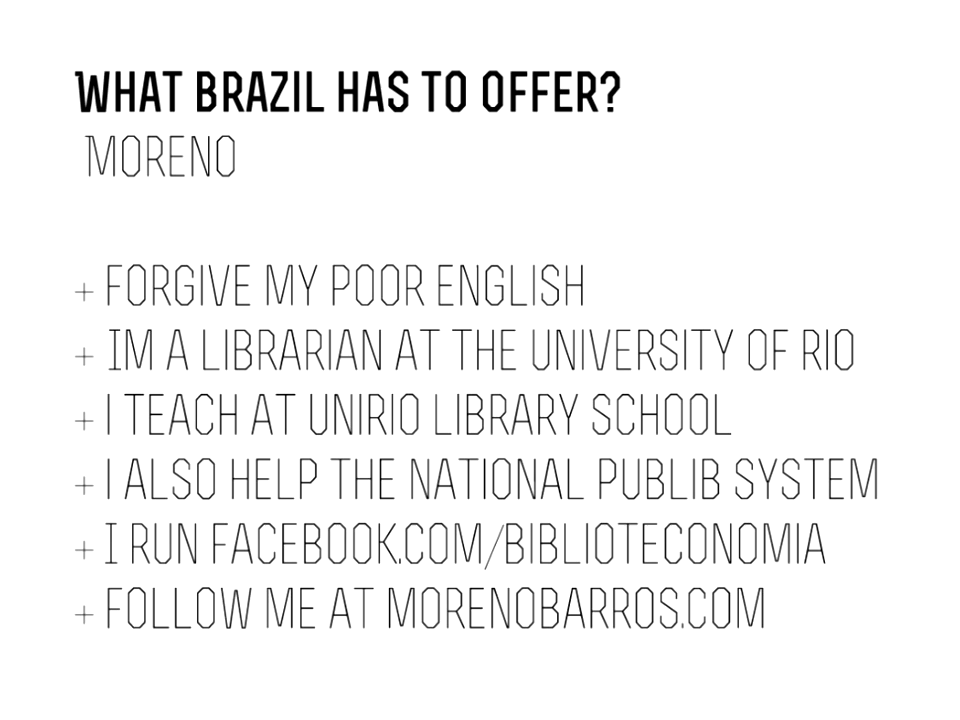 WHAT BRAZIL HAS TO OFFER?
MORENO
+ FORGIVE MY POOR ENGLISH
+ IM A LIBRARIAN AT THE UNIVERSITY OF RIO
+ I TEACH AT UNIRIO LIBRARY SCHOOL
+ I ALSO HELP THE NATIONAL PUBLIB SYSTEM
+ I RUN FACEBOOK.COM/BIBLIOTECONOMIA
+ FOLLOW ME AT MORENOBARROS.COM